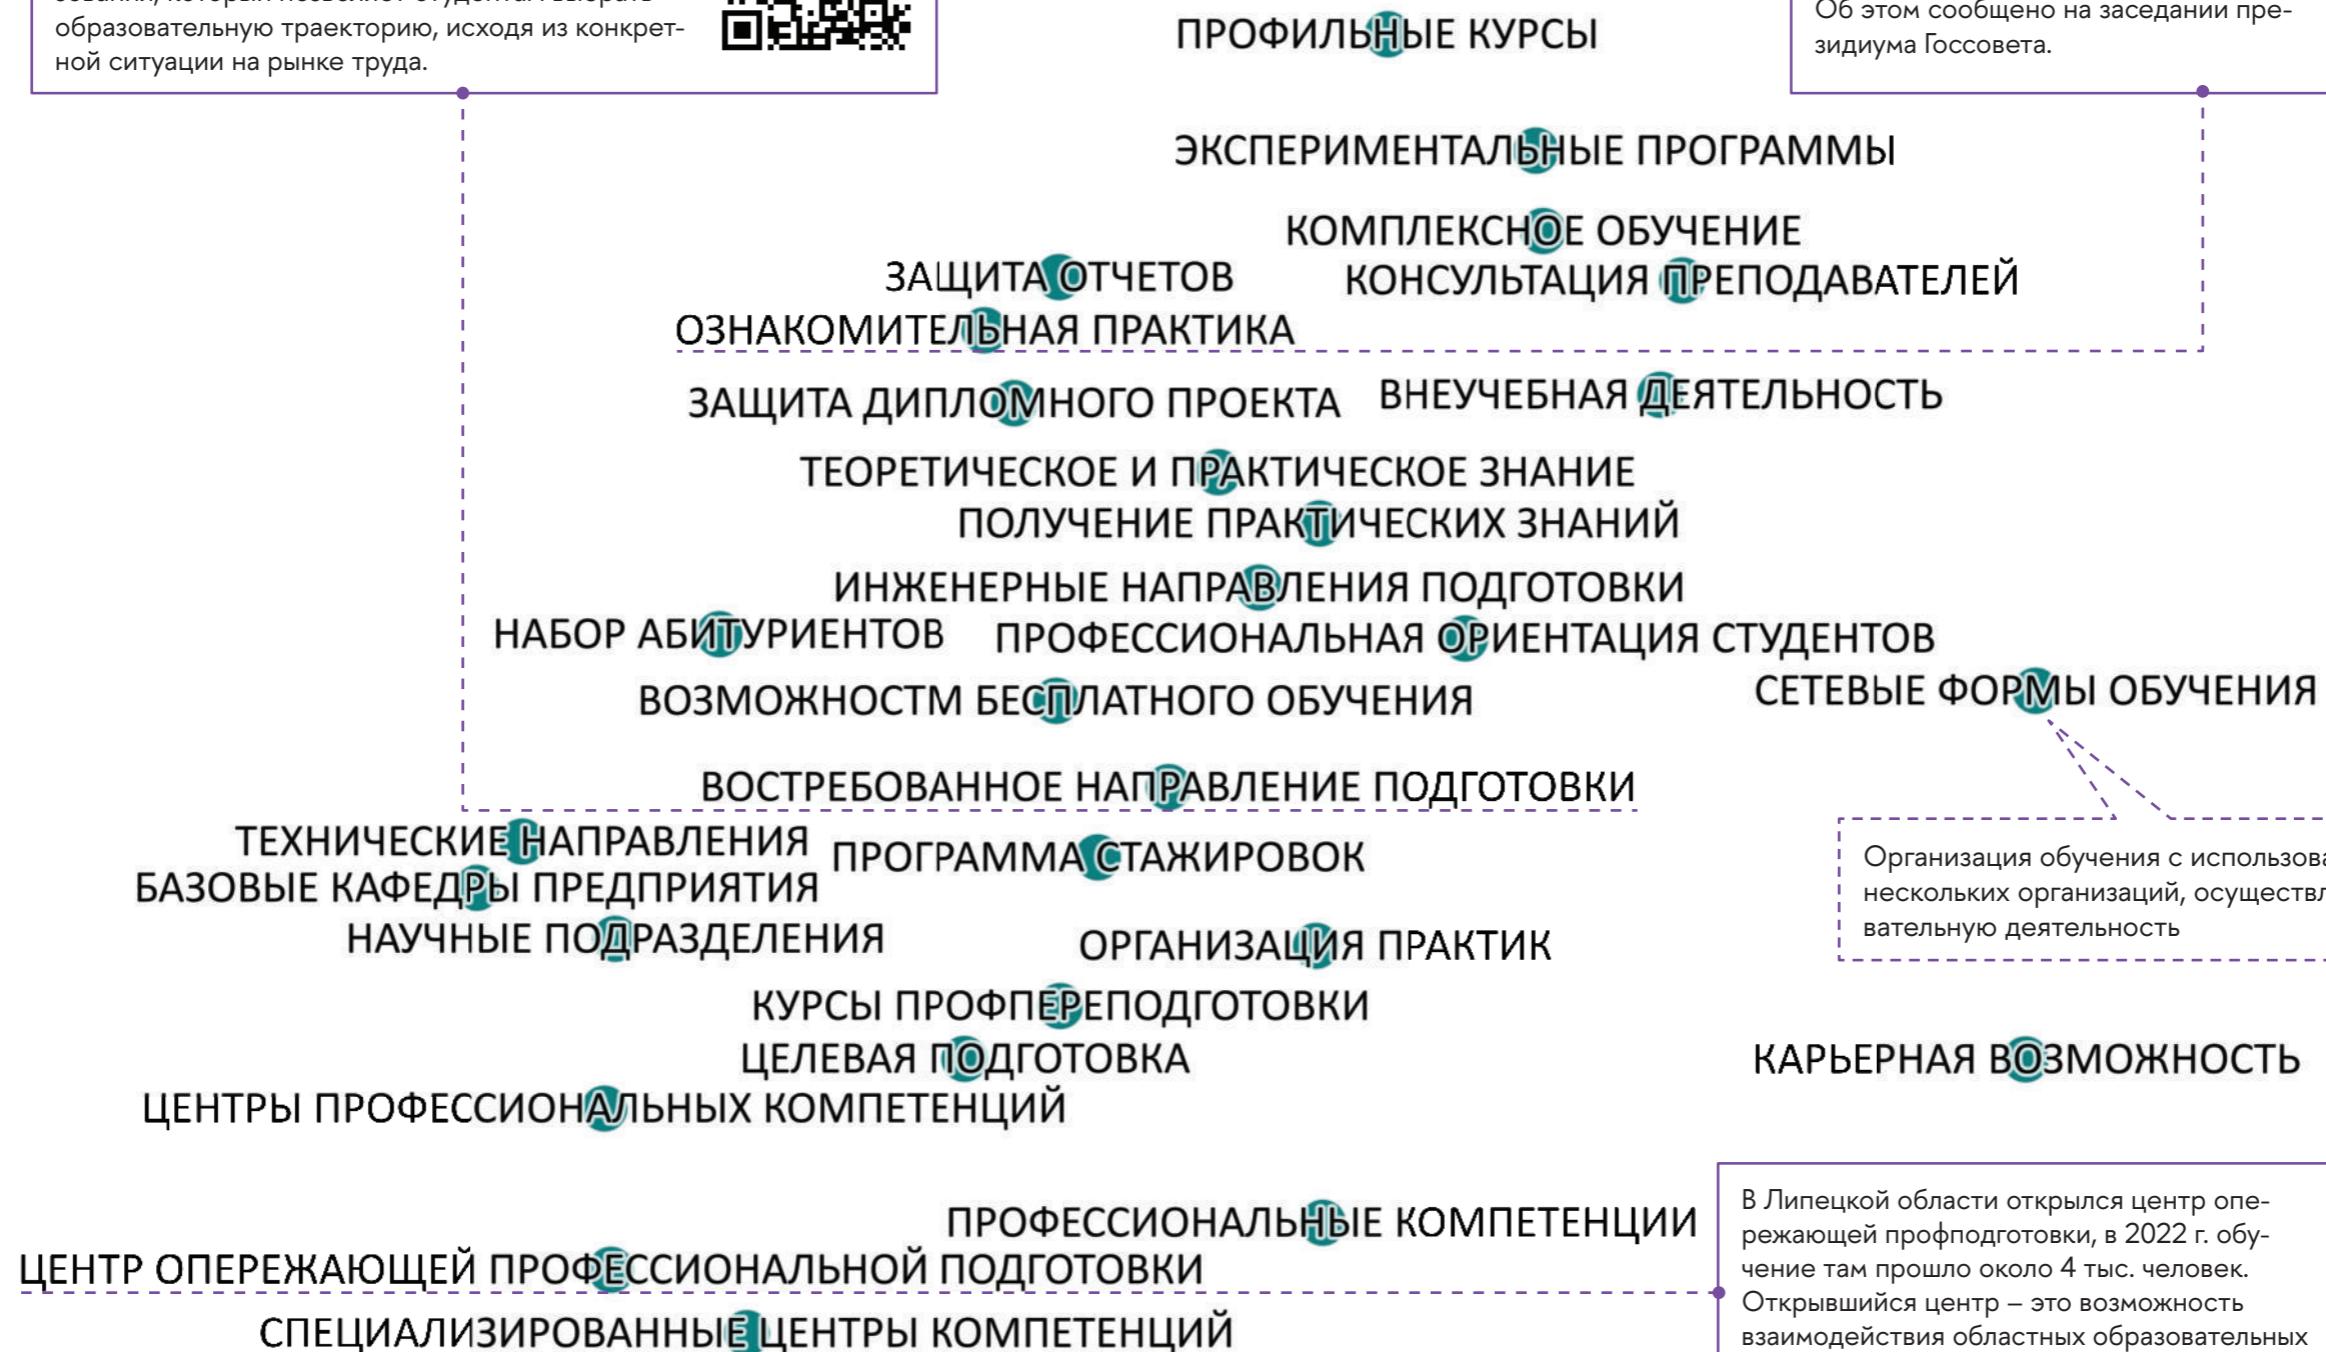 образовательную траекторию, исходя из конкрет-
ной ситуации на рынке труда.
ПРОФИЛЬНЫЕ КУРСЫ
Об этом сообщено на заседании пре-
зидиума Госсовета.
ЭКСПЕРИМЕНТАЛЬНЫЕ ПРОГРАММЫ
КОМПЛЕКСНОЕ ОБУЧЕНИЕ
ЗАЩИТА ОТЧЕТОВ
КОНСУЛЬТАЦИЯ ПРЕПОДАВАТЕЛЕЙ
ОЗНАКОМИТЕЛЬНАЯ ПРАКТИКА
ЗАЩИТА ДИПЛОМНОГО ПРОЕКТА
ВНЕУЧЕБНАЯ ДЕЯТЕЛЬНОСТЬ
ТЕОРЕТИЧЕСКОЕ И ПРАКТИЧЕСКОЕ ЗНАНИЕ
ПОЛУЧЕНИЕ ПРАКТИЧЕСКИХ ЗНАНИЙ
ИНЖЕНЕРНЫЕ НАПРАВЛЕНИЯ ПОДГОТОВКИ
НАБОР АБИТУРИЕНТОВ
ПРОФЕССИОНАЛЬНАЯ ОРИЕНТАЦИЯ СТУДЕНТОВ
ВОЗМОЖНОСТМ БЕСПЛАТНОГО ОБУЧЕНИЯ
СЕТЕВЫЕ ФОРМЫ ОБУЧЕНИЯ
ВОСТРЕБОВАННОЕ НАПРАВЛЕНИЕ ПОДГОТОВКИ
ТЕХНИЧЕСКИЕ НАПРАВЛЕНИЯ
ПРОГРАММА СТАЖИРОВОК
БАЗОВЫЕ КАФЕДРЫ ПРЕДПРИЯТИЯ
Организация обучения с
нескольких организаций,
вательную деятельность
НАУЧНЫЕ ПОДРАЗДЕЛЕНИЯ
ОРГАНИЗАЦИЯ ПРАКТИК
КУРСЫ ПРОФПЕРЕПОДГОТОВКИ
ЦЕЛЕВАЯ ПОДГОТОВКА
КАРЬЕРНАЯ ВОЗМОЖНОСТЬ
ЦЕНТРЫ ПРОФЕССИОНАЛЬНЫХ КОМПЕТЕНЦИЙ
ПРОФЕССИОНАЛЬНЫЕ КОМПЕТЕНЦИИ
ЦЕНТР ОПЕРЕЖАЮЩЕЙ ПРОФЕССИОНАЛЬНОЙ ПОДГОТОВКИ
СПЕЦИАЛИЗИРОВАННЫЕ ЦЕНТРЫ КОМПЕТЕНЦИЙ
В Липецкой области открылся центр опе-
режающей профподготовки, в 2022 г. обу-
чение там прошло около 4 тыс. человек.
Открывшийся центр – это возможность
взаимодействия областных образовательных